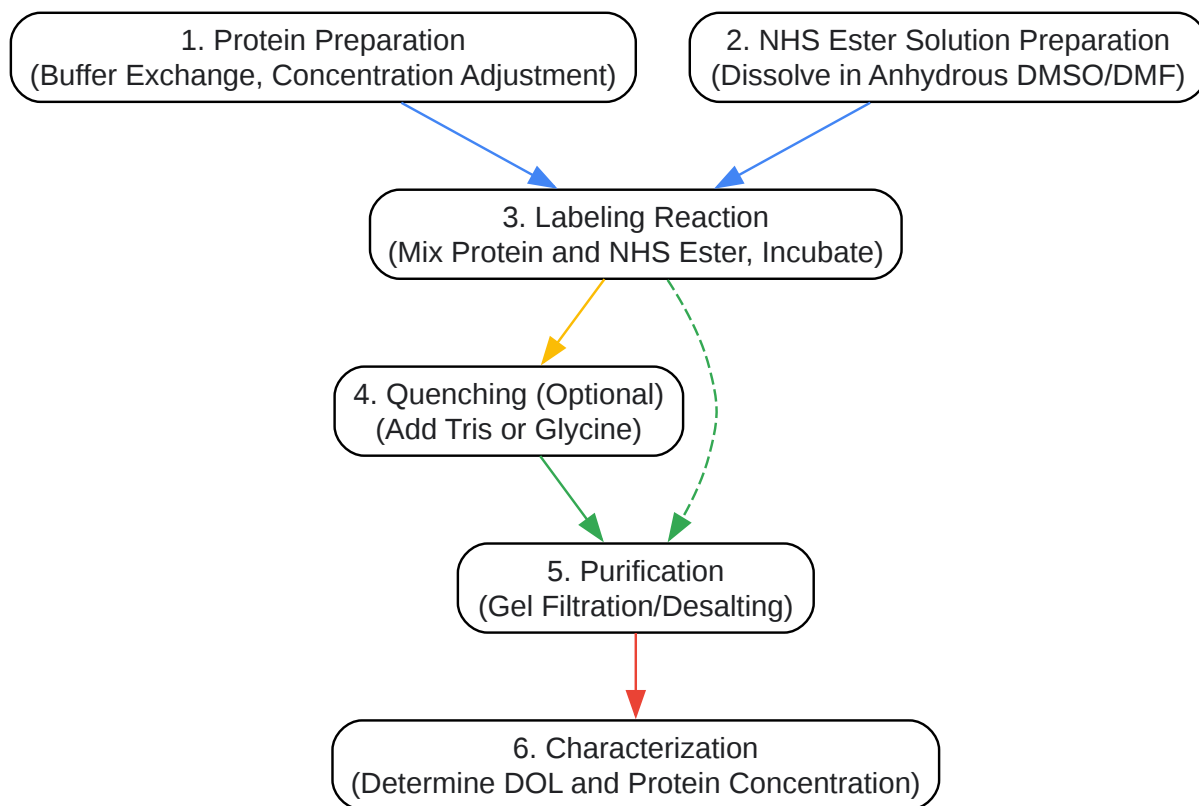 1. Protein Preparation
(Buffer Exchange, Concentration Adjustment)
2. NHS Ester Solution Preparation
(Dissolve in Anhydrous DMSO/DMF)
3. Labeling Reaction
(Mix Protein and NHS Ester, Incubate)
4. Quenching (Optional)
(Add Tris or Glycine)
5. Purification
(Gel Filtration/Desalting)
6. Characterization
(Determine DOL and Protein Concentration)